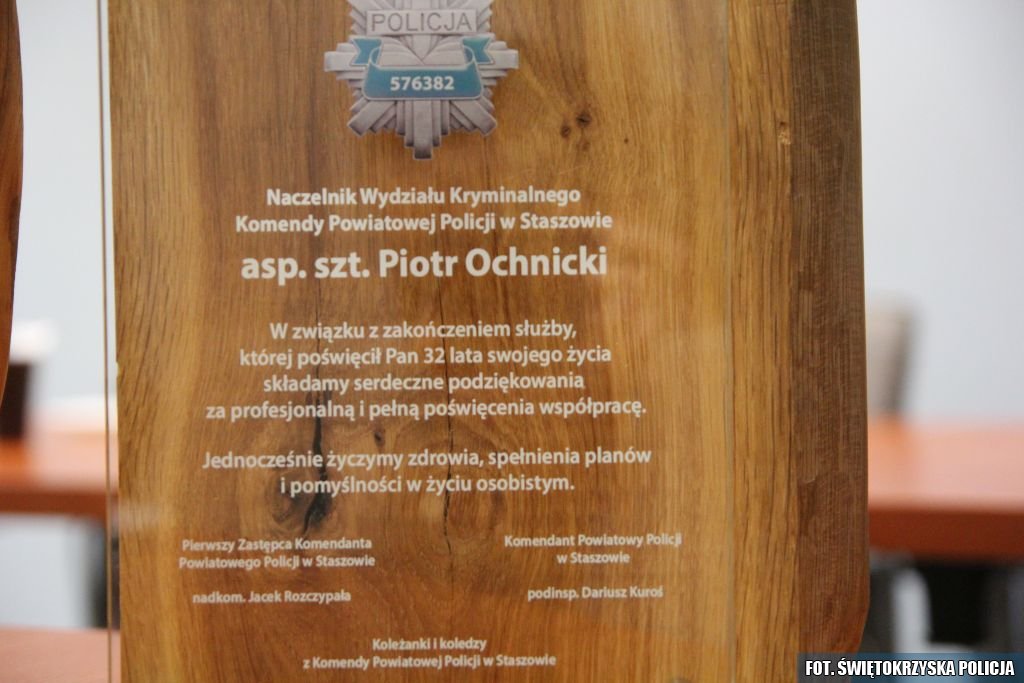 POLICJA
576382
Naczelnik Wydziału Kryminalnego
Komendy Powiatowej Policji w Staszowie
asp. szt. Piotr Ochnicki
W związku z zakończeniem służby,
której poświęcił Pan 32 lata swojego życia
składamy serdeczne podziękowania
za profesjonalną i pełną poświęcenia współpracę.
Jednocześnie życzymy zdrowia, spełnienia planów
i pomyślności w życiu osobistym.
Pierwszy Zastępca Komendanta
Powiatowego Policji w Staszowie
nadkom. Jacek Rozczypała
Komendant Powiatowy Policji
w Staszowie
podinsp. Dariusz Kuroś
Koleżanki i koledzy
z Komendy Powiatowej Policji w Staszowie
FOT. ŚWIĘTOKRZYSKA POLICJA